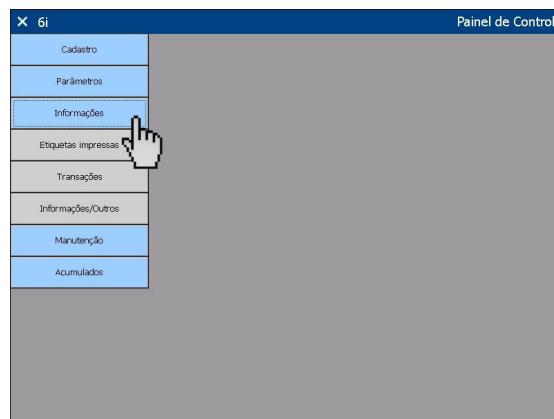 × 6i Painel de Control
Cadastro
Parâmetros
Informações
Etiquetas impressas
Transações
Informações/Outros
Manutenção
Acumulados